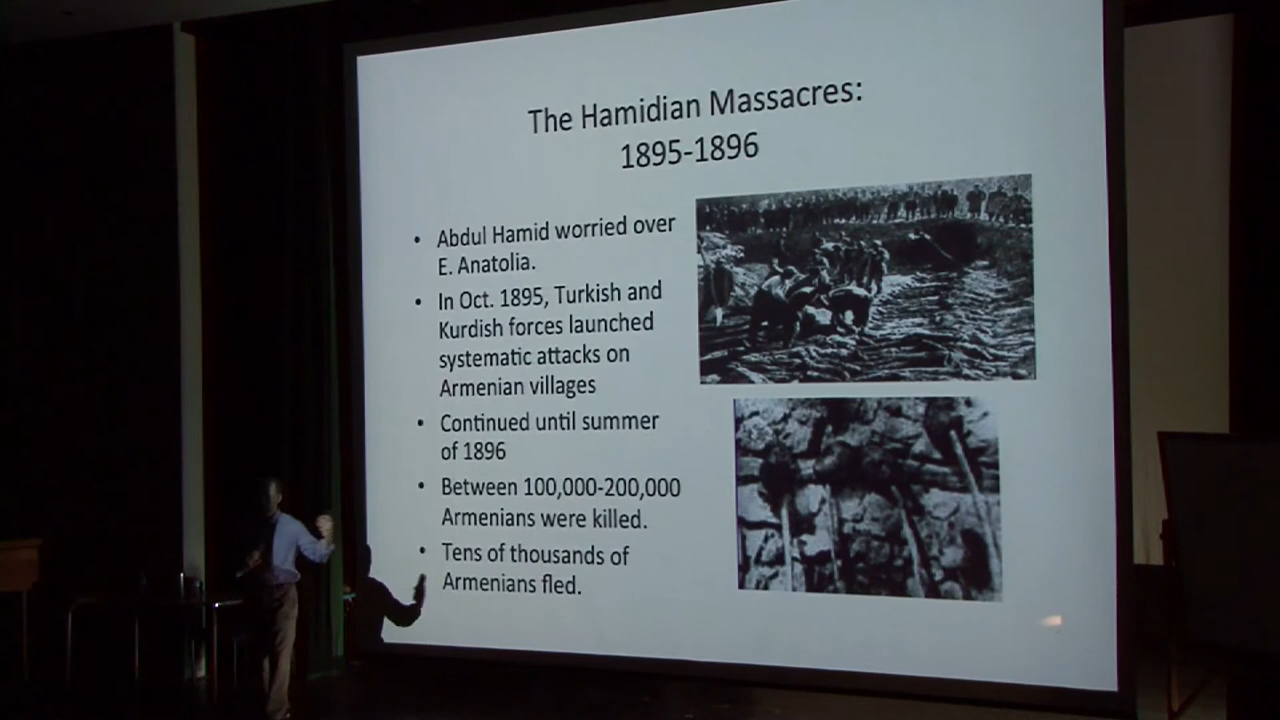 The Hamidian Massacres:
1895-1896
• Abdul Hamid worried over
E. Anatolia.
• In Oct. 1895, Turkish and
Kurdish forces launched
systematic attacks on
Armenian villages
• Continued until summer
of 1896
• Between 100,000-200,000
Armenians were killed.
• Tens of thousands of
Armenians fled.